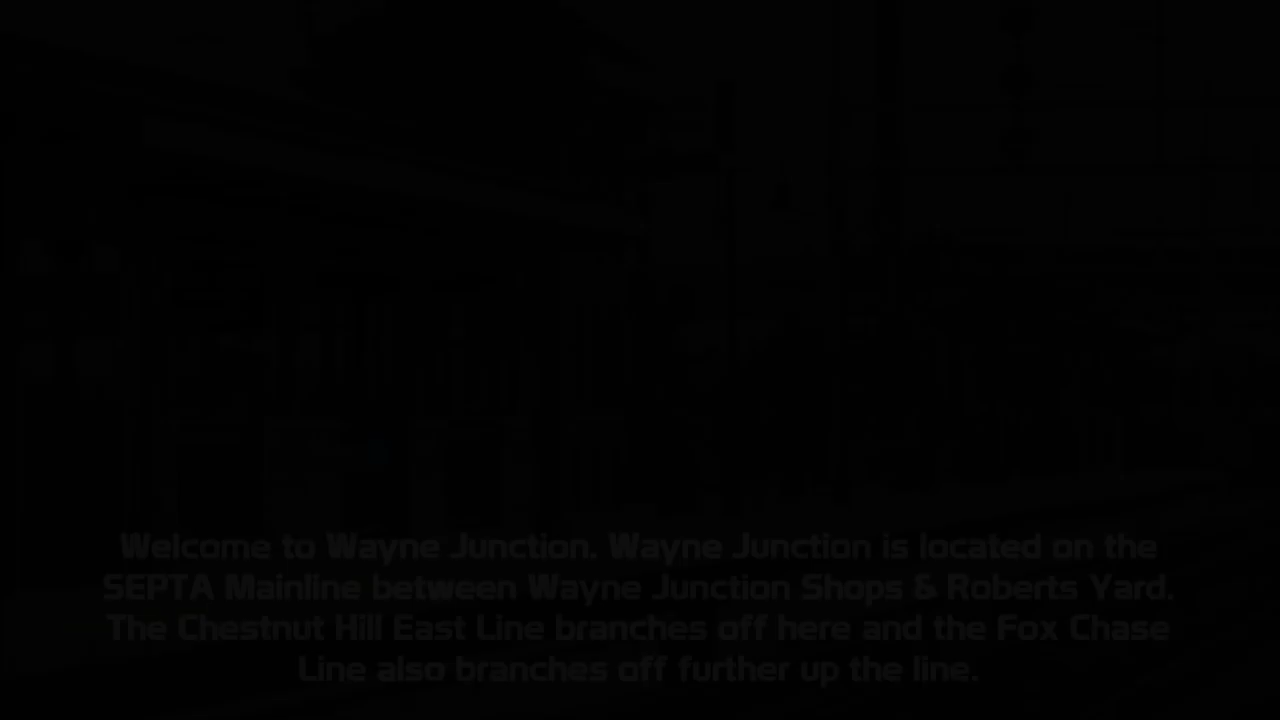 Welcome to Wayne Junction. Wayne Junction is located on the
SEPTA Mainline between Wayne Junction Shops & Roberts Yard.
The Chestnut Hill East Line branches off here and the Fox Chase
Line also branches off further up the line.